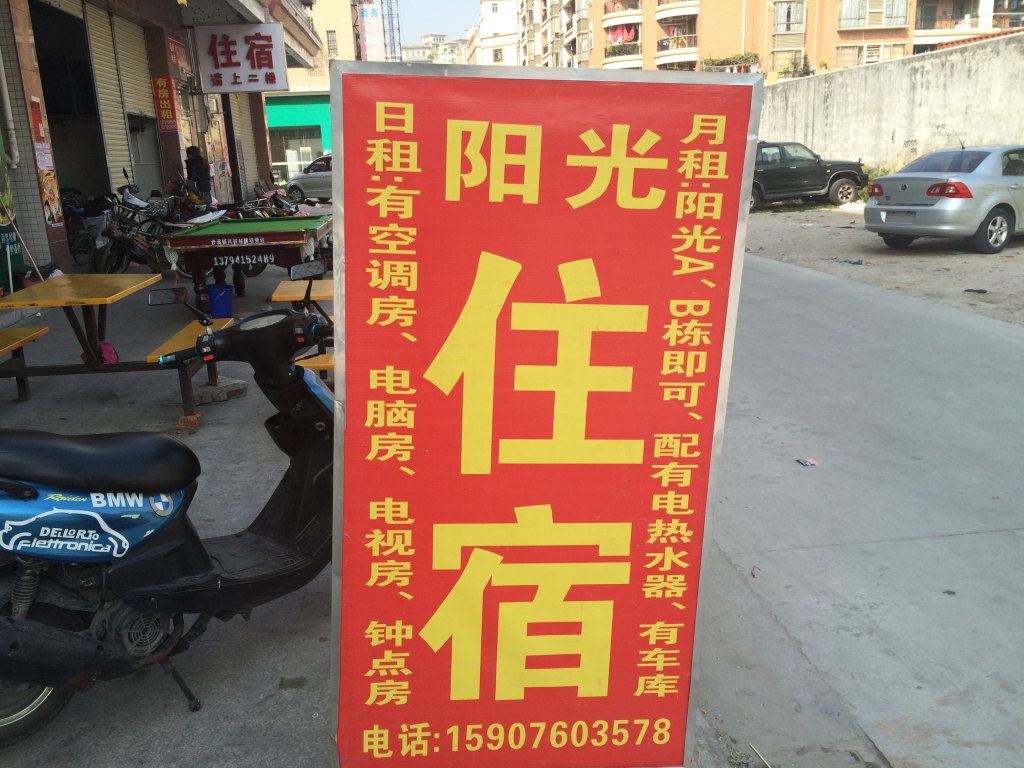 住宿
请上二楼
有房出租
13794152489
BMW
DELLORTO
Elettronica
阳光
住宿
日租:有空调房、电脑房、电视房、钟点房
月租:阳光A、B栋即可、配有电热水器、有车库
电话:15907603578